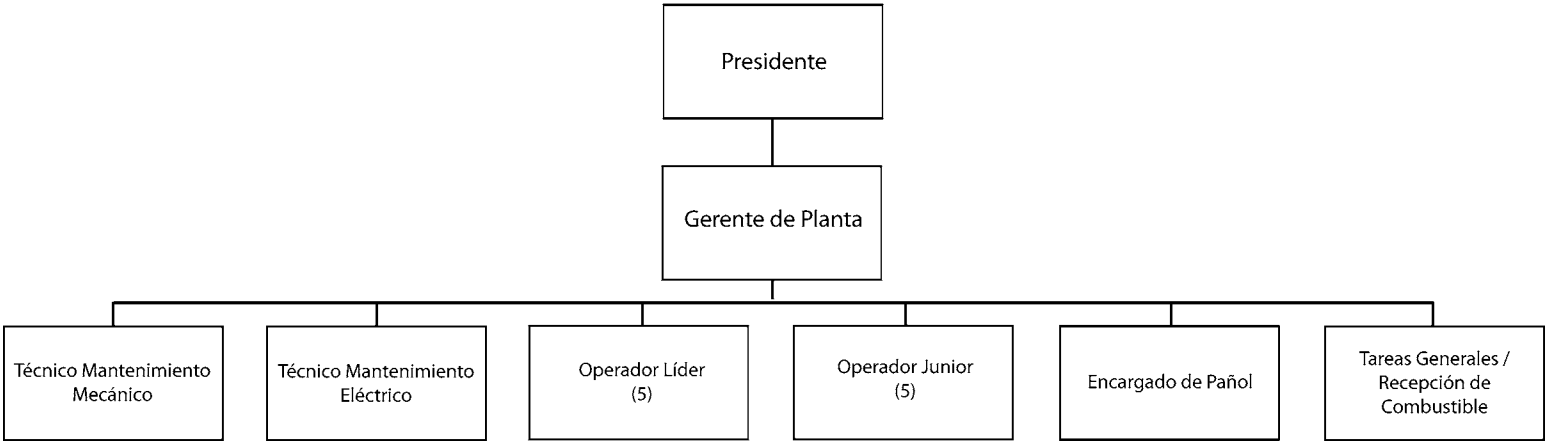 Presidente
Gerente de Planta
Técnico Mantenimiento
Mecánico
Técnico Mantenimiento
Eléctrico
Operador Líder
(5)
Operador Junior
(5)
Encargado de Pañol
Tareas Generales /
Recepción de
Combustible